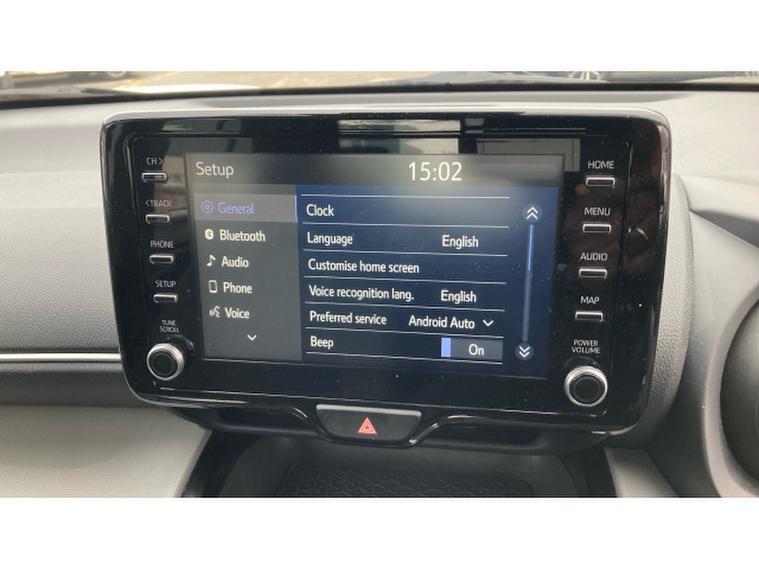 CH >
< TRACK
PHONE
SETUP
TUNE
SCROLL
Setup
15:02
General
Bluetooth
Audio
Phone
Voice
Clock
Language English
Customise home screen
Voice recognition lang. English
Preferred service Android Auto
Beep On
HOME
MENU
AUDIO
MAP
POWER
VOLUME